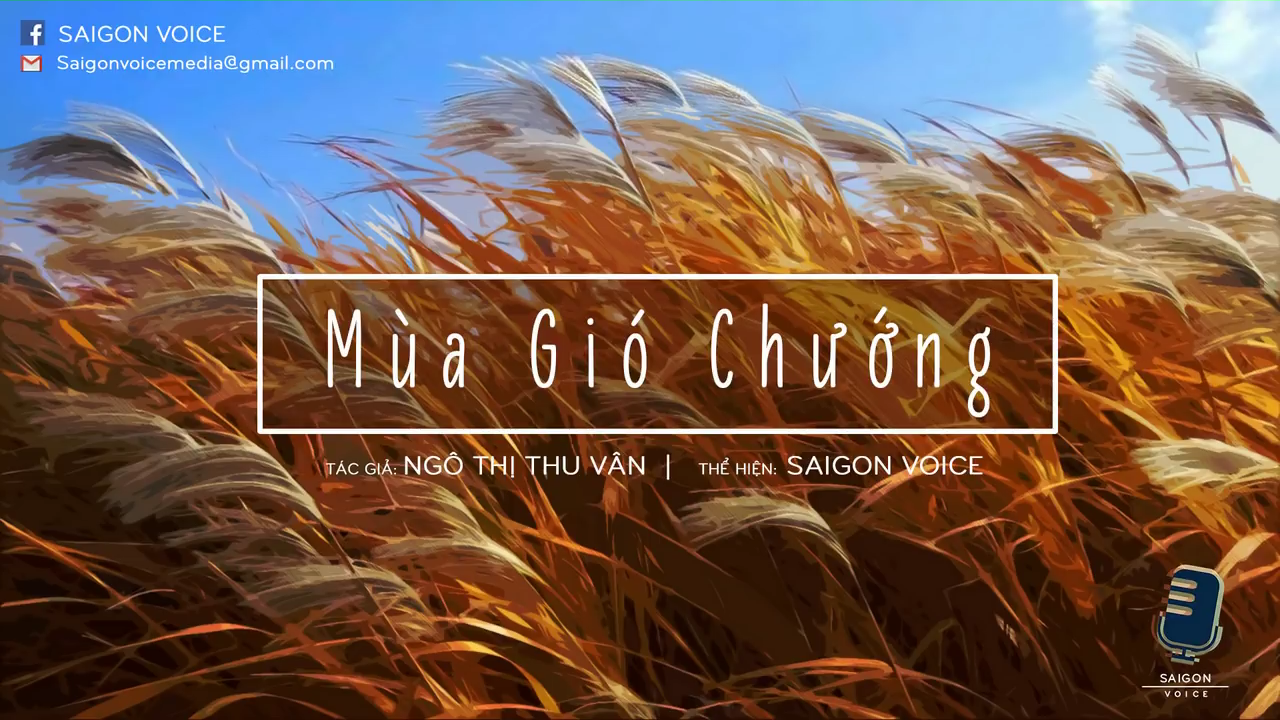 SAIGON VOICE
Saigonvoicemedia@gmail.com
Mùa Gió Chướng
TÁC GIẢ: NGÔ THỊ THU VÂN | THỂ HIỆN: SAIGON VOICE
SAIGON
VOICE